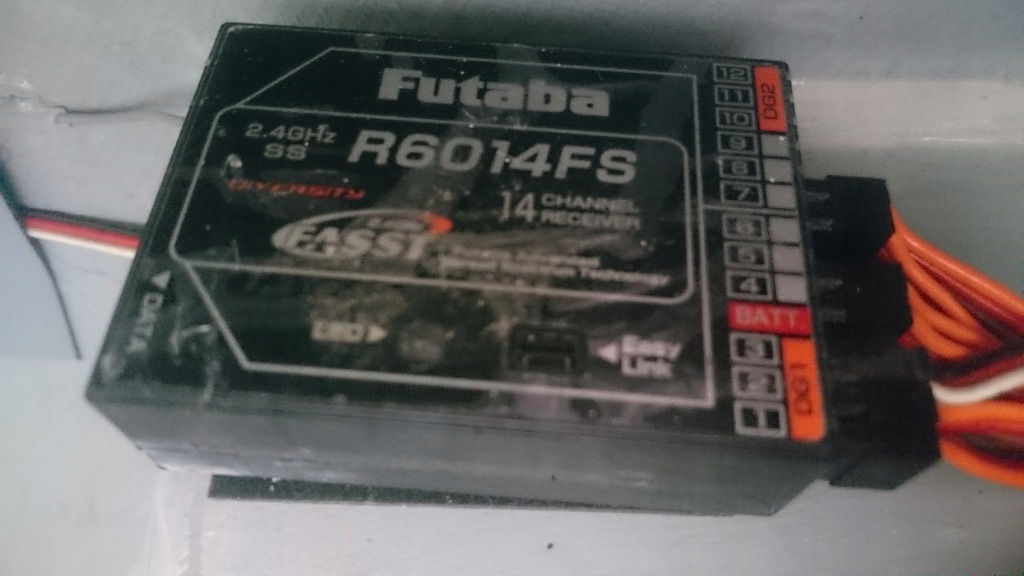 Futaba
2.4GHz
SS
R6014FS
DIVERSITY
14 CHANNEL
RECEIVER
FASST
Technology
◀ DATA
LED ▶
◀ Easy
Link
12
11
10
9
8
7
6
5
4
BATT
3
2
1
DG2
DG1